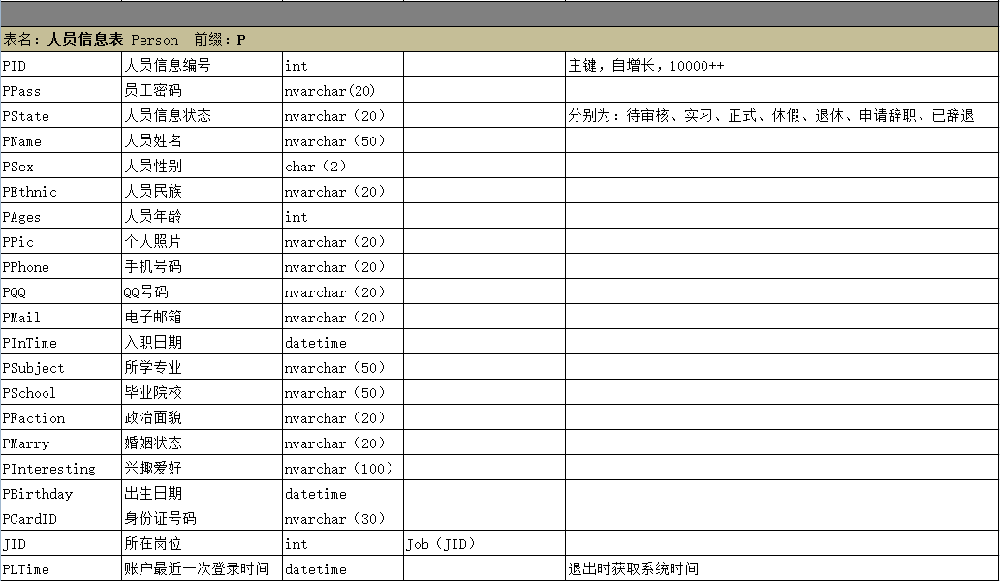 表名：人员信息表 Person 前缀：P
PID 人员信息编号 int 主键，自增长，10000++
PPass 员工密码 nvarchar(20)
PState 人员信息状态 nvarchar（20） 分别为：待审核、实习、正式、休假、退休、申请辞职、已辞退
PName 人员姓名 nvarchar（50）
PSex 人员性别 char（2）
PEthnic 人员民族 nvarchar（20）
PAges 人员年龄 int
PPic 个人照片 nvarchar（20）
PPhone 手机号码 nvarchar（20）
PQQ QQ号码 nvarchar（20）
PMail 电子邮箱 nvarchar（20）
PInTime 入职日期 datetime
PSubject 所学专业 nvarchar（50）
PSchool 毕业院校 nvarchar（50）
PFaction 政治面貌 nvarchar（20）
PMarry 婚姻状态 nvarchar（20）
PInteresting 兴趣爱好 nvarchar（100）
PBirthday 出生日期 datetime
PCardID 身份证号码 nvarchar（30）
JID 所在岗位 int Job（JID）
PLTime 账户最近一次登录时间 datetime 退出时获取系统时间